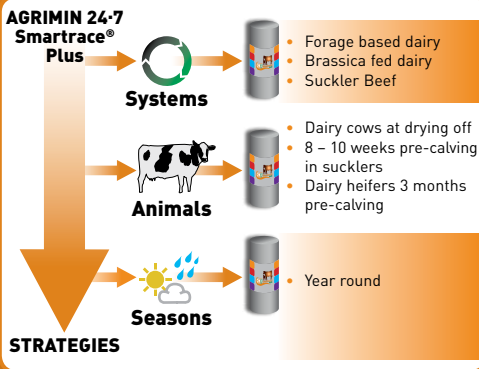 AGRIMIN 24·7
Smartrace®
Plus
Systems
• Forage based dairy
• Brassica fed dairy
• Suckler Beef
Animals
• Dairy cows at drying off
• 8 – 10 weeks pre-calving
in sucklers
• Dairy heifers 3 months
pre-calving
Seasons
• Year round
STRATEGIES